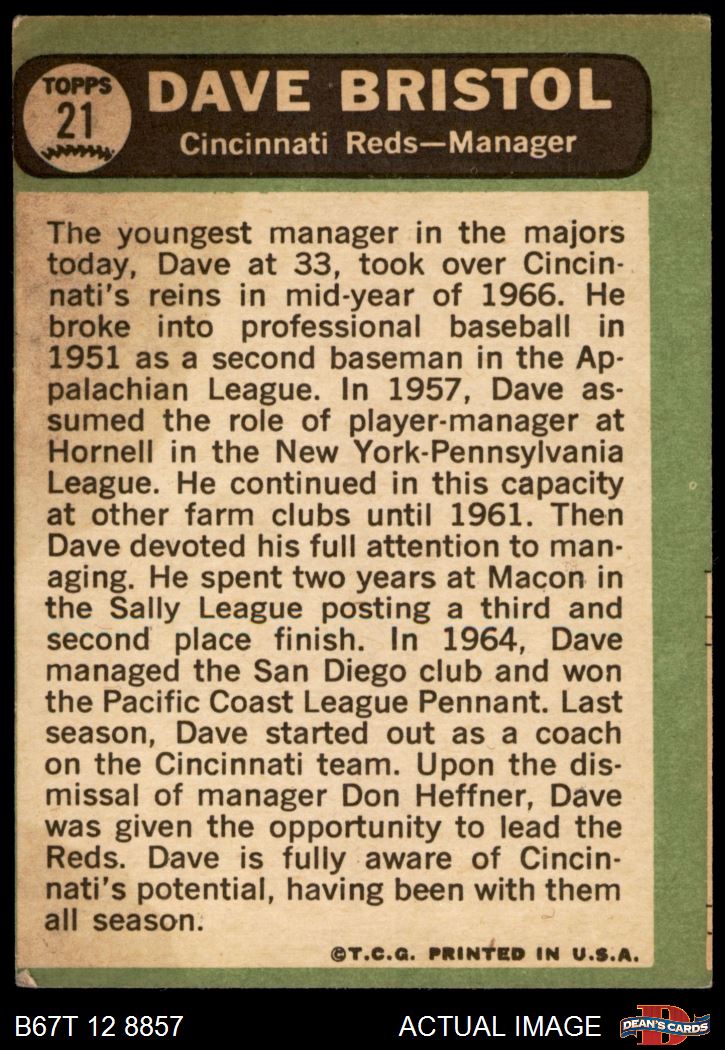 TOPPS
21
DAVE BRISTOL
Cincinnati Reds—Manager
The youngest manager in the majors
today, Dave at 33, took over Cincin-
nati's reins in mid-year of 1966. He
broke into professional baseball in
1951 as a second baseman in the Ap-
palachian League. In 1957, Dave as-
sumed the role of player-manager at
Hornell in the New York-Pennsylvania
League. He continued in this capacity
at other farm clubs until 1961. Then
Dave devoted his full attention to man-
aging. He spent two years at Macon in
the Sally League posting a third and
second place finish. In 1964, Dave
managed the San Diego club and won
the Pacific Coast League Pennant. Last
season, Dave started out as a coach
on the Cincinnati team. Upon the dis-
missal of manager Don Heffner, Dave
was given the opportunity to lead the
Reds. Dave is fully aware of Cincin-
nati's potential, having been with them
all season.
©T.C.G. PRINTED IN U.S.A.
B67T 12 8857
ACTUAL IMAGE
D
DEAN'S CARDS